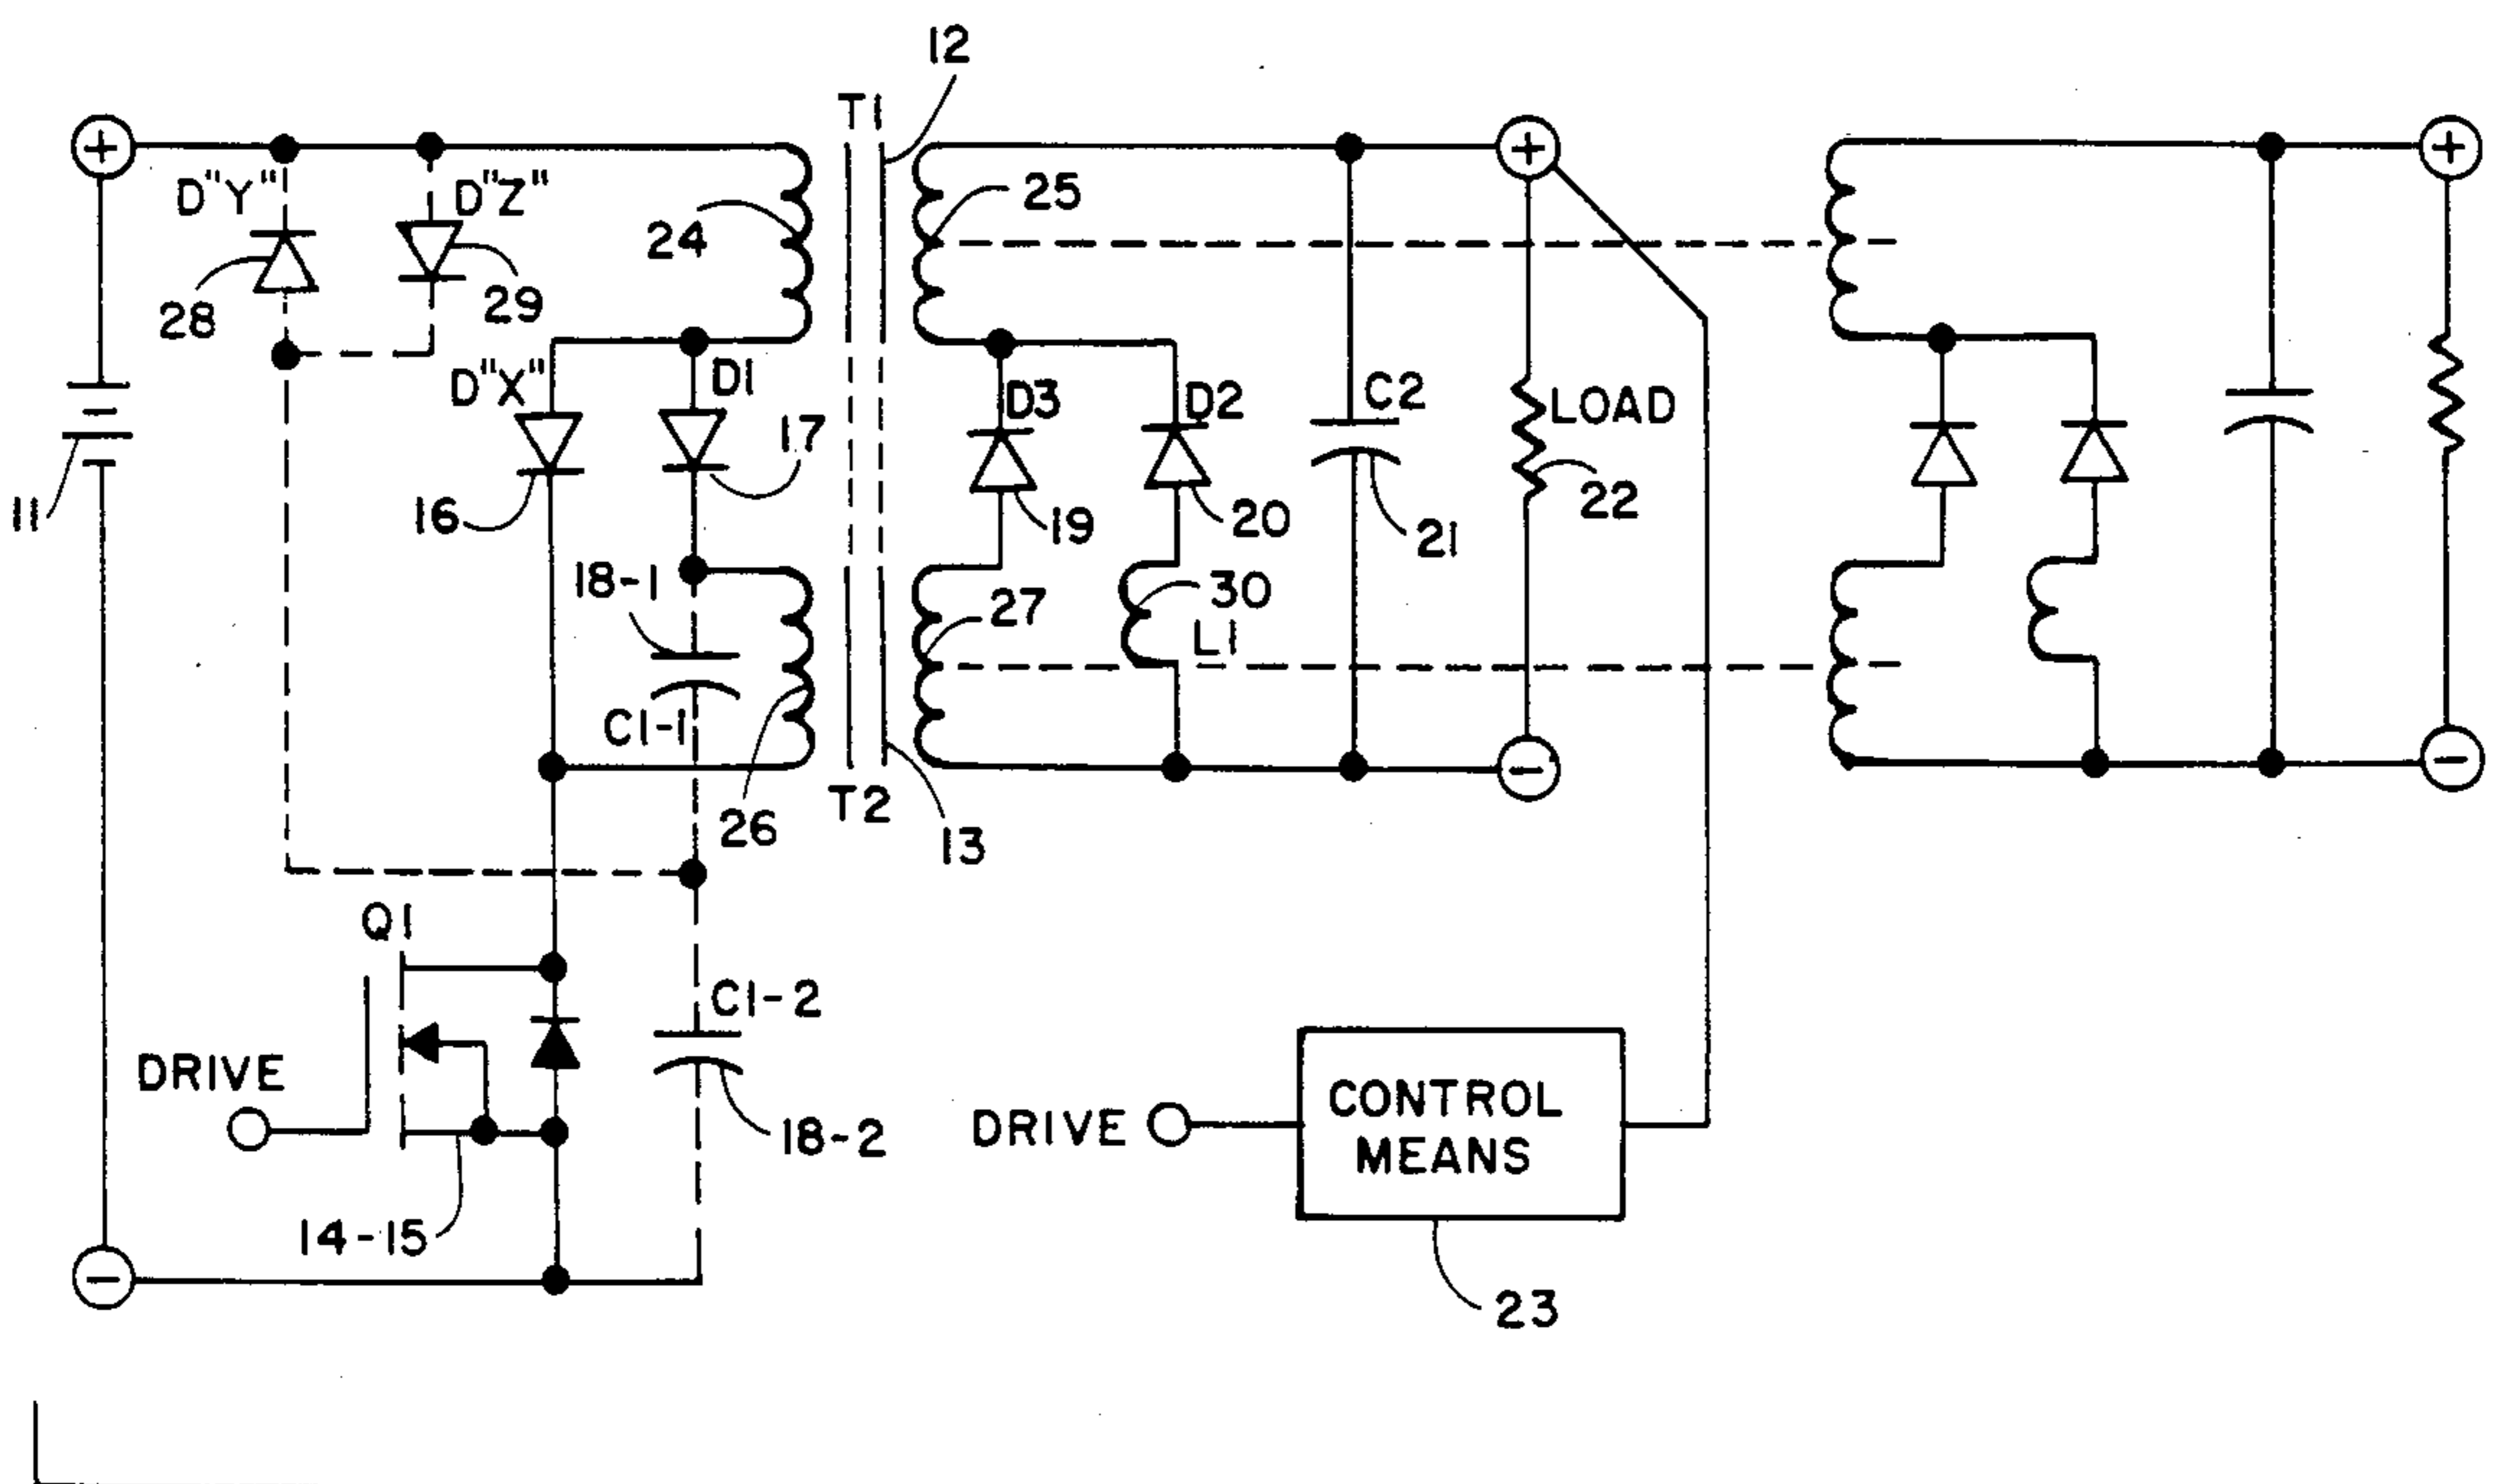 12
T1
+
+
+
D"Y"
D"Z"
24
25
28
29
D"X"
D1
D3
D2
C2
LOAD
17
11
16
19
20
21
22
18-1
27
30
L1
C1-1
26
T2
13
−
−
Q1
C1-2
DRIVE
18-2
DRIVE
CONTROL
MEANS
14-15
−
23